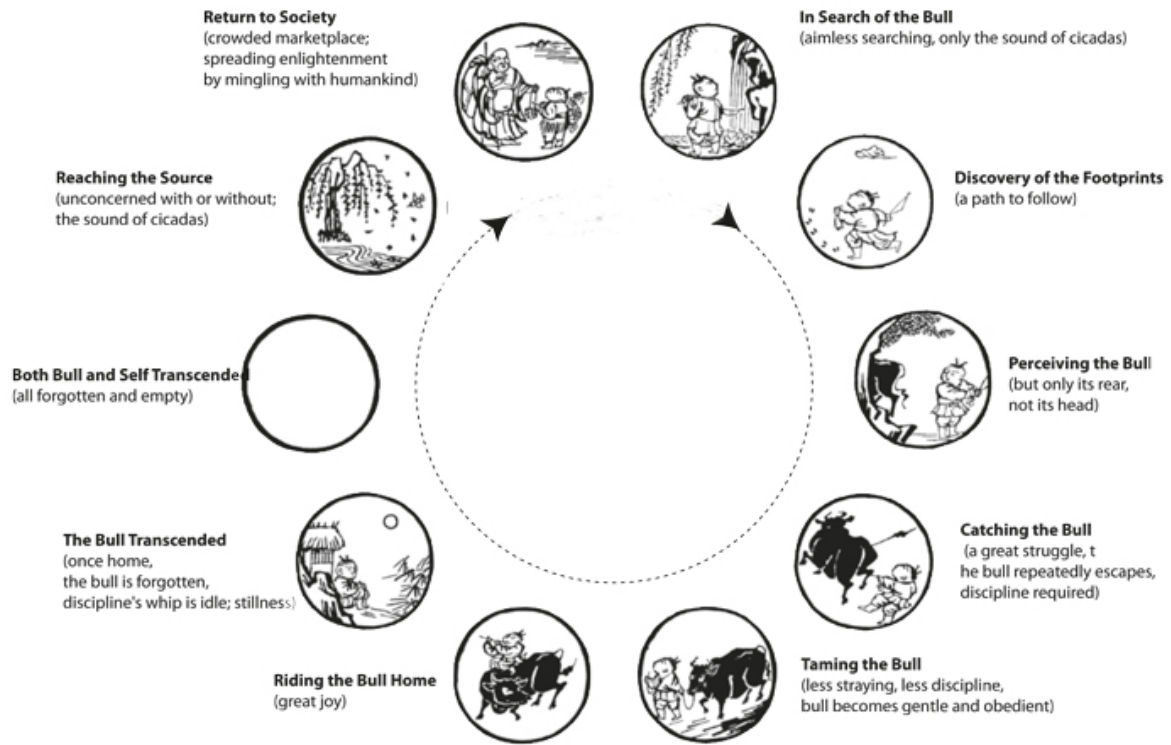 Return to Society
(crowded marketplace;
spreading enlightenment
by mingling with humankind)
In Search of the Bull
(aimless searching, only the sound of cicadas)
Reaching the Source
(unconcerned with or without;
the sound of cicadas)
Discovery of the Footprints
(a path to follow)
Both Bull and Self Transcended
(all forgotten and empty)
Perceiving the Bull
(but only its rear,
not its head)
The Bull Transcended
(once home,
the bull is forgotten,
discipline's whip is idle; stillness)
Catching the Bull
(a great struggle, t
he bull repeatedly escapes,
discipline required)
Riding the Bull Home
(great joy)
Taming the Bull
(less straying, less discipline,
bull becomes gentle and obedient)